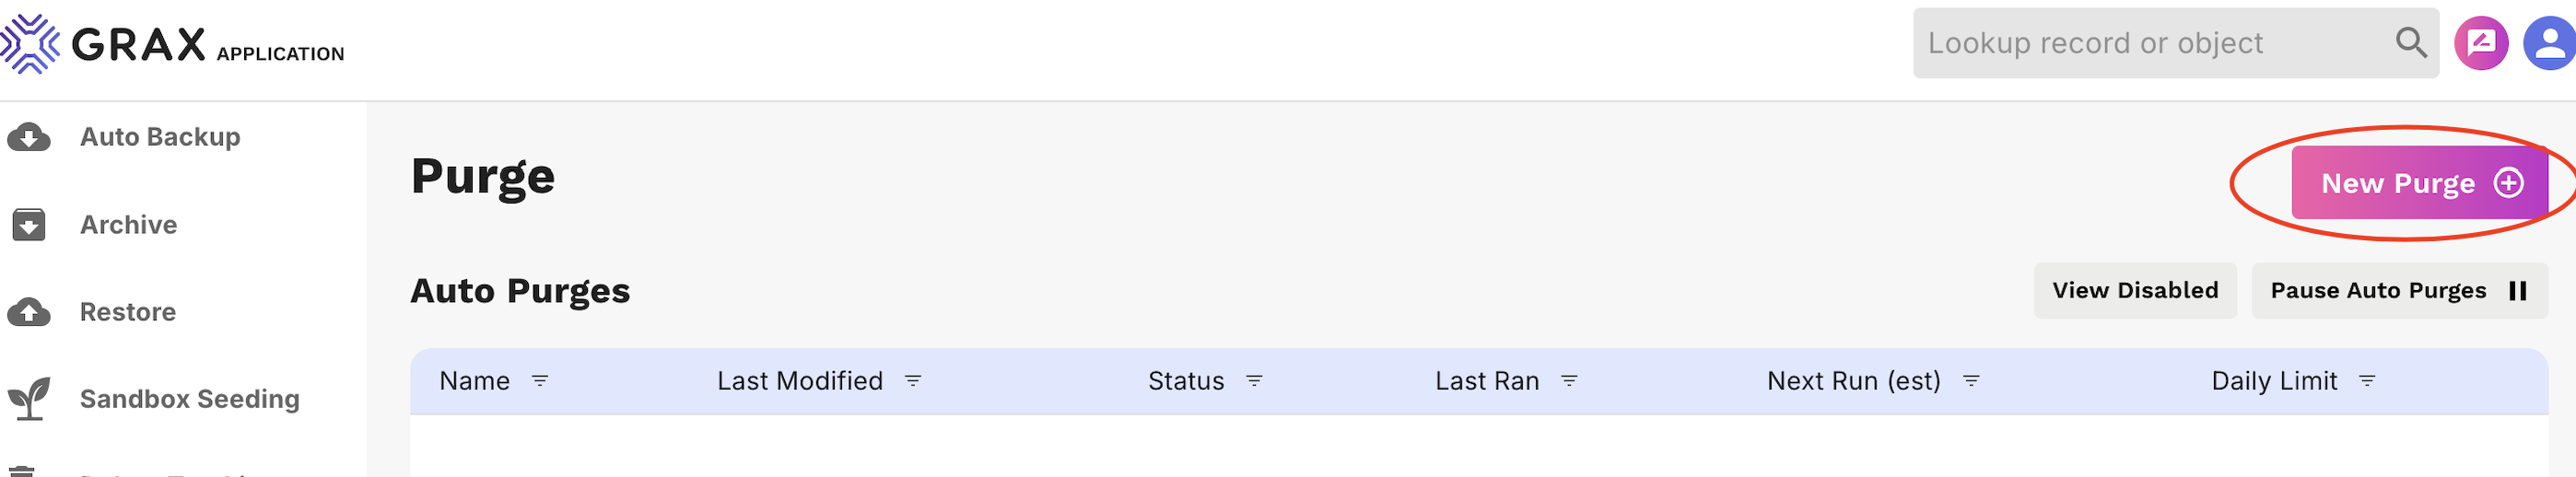 GRAX APPLICATION
Lookup record or object
Auto Backup
Archive
Restore
Sandbox Seeding
Purge
New Purge
Auto Purges
View Disabled
Pause Auto Purges
Name Last Modified Status Last Ran Next Run (est) Daily Limit